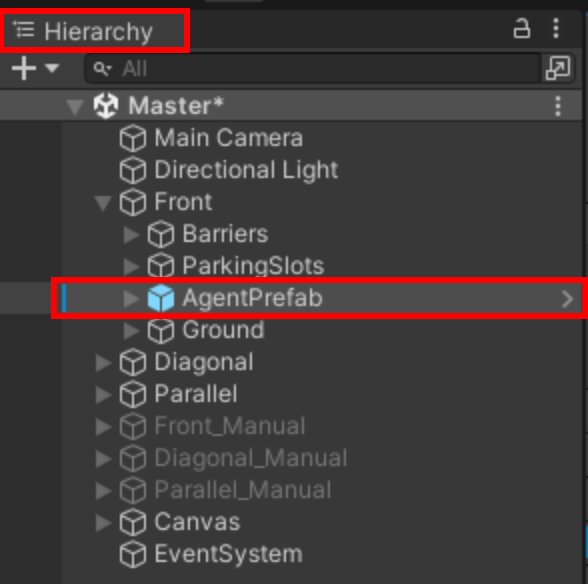 Hierarchy
All
Master*
Main Camera
Directional Light
Front
Barriers
ParkingSlots
AgentPrefab
Ground
Diagonal
Parallel
Front_Manual
Diagonal_Manual
Parallel_Manual
Canvas
EventSystem